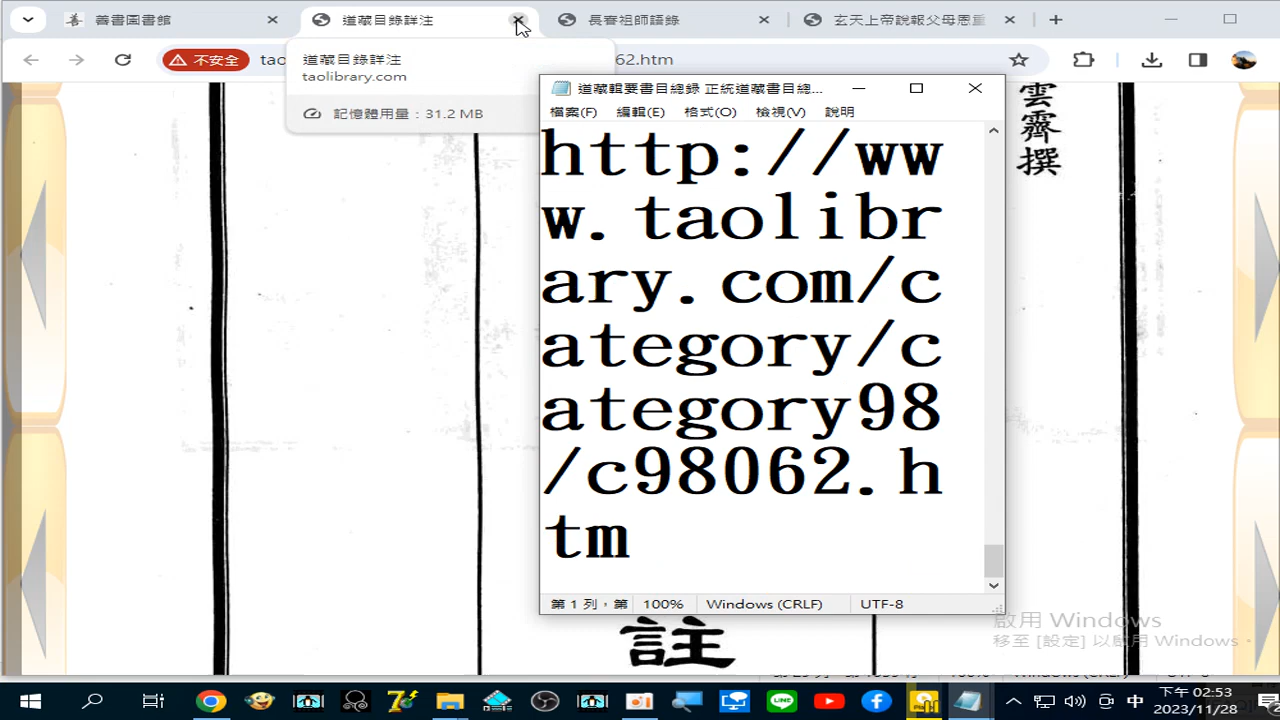 善書圖書館
道藏目錄詳注
長春祖師語錄
玄天上帝說報父母恩重
不安全
tao
62.htm
道藏目錄詳注
taolibrary.com
記憶體用量：31.2 MB
道藏輯要書目總錄 正統道藏書目總...
檔案(F)
編輯(E)
格式(O)
檢視(V)
說明
http://ww
w.taolibr
ary.com/c
ategory/c
ategory98
/c98062.h
tm
第 1 列，第
100%
Windows (CRLF)
UTF-8
雲霽撰
註
啟用 Windows
移至 [設定] 以啟用 Windows。
中
下午 02:53
2023/11/28